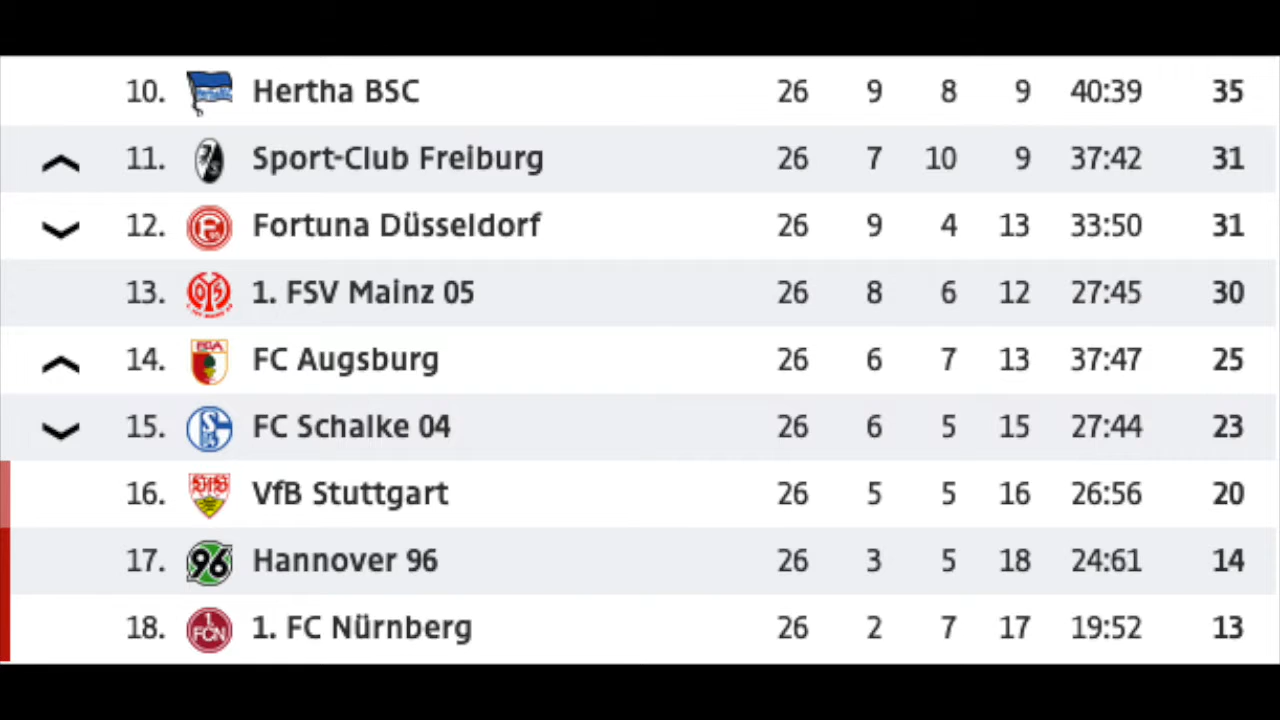 10. Hertha BSC 26 9 8 9 40:39 35
11. Sport-Club Freiburg 26 7 10 9 37:42 31
12. Fortuna Düsseldorf 26 9 4 13 33:50 31
13. 1. FSV Mainz 05 26 8 6 12 27:45 30
14. FC Augsburg 26 6 7 13 37:47 25
15. FC Schalke 04 26 6 5 15 27:44 23
16. VfB Stuttgart 26 5 5 16 26:56 20
17. 96 Hannover 96 26 3 5 18 24:61 14
18. 1. FCN 1. FC Nürnberg 26 2 7 17 19:52 13